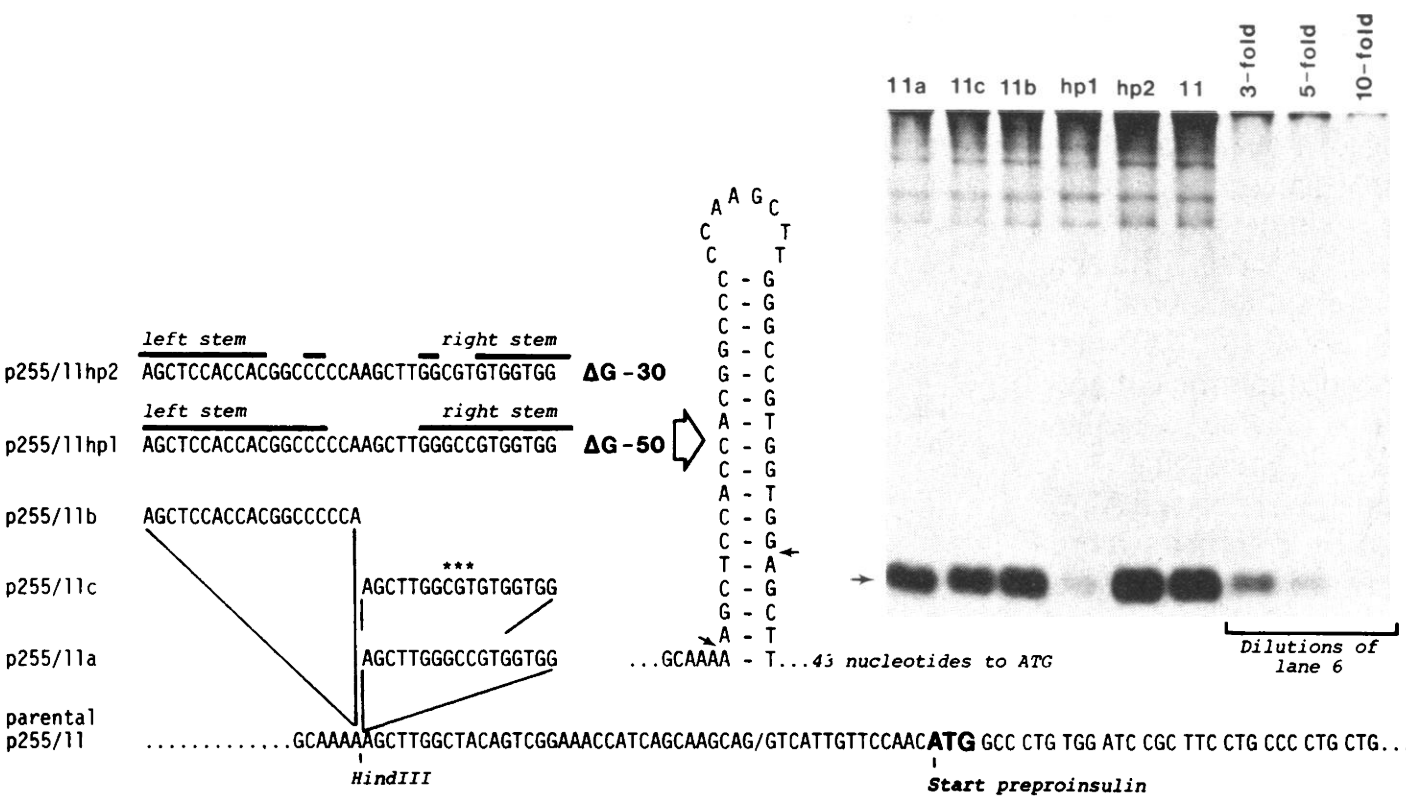 11a 11c 11b hp1 hp2 11 3-fold 5-fold 10-fold
A A G C
C T
C T
C - G
C - G
C - G
G - C
G - C
C - G
A - T
C - G
C - G
A - T
C - G
C - G
T - A
C - G
G - C
A - T
...GCAAAA - T...43 nucleotides to ATG
left stem right stem
p255/11hp2 AGCTCCACCACGGCCCCCAAGCTTGGCGTGTGGTGG ΔG -30
left stem right stem
p255/11hp1 AGCTCCACCACGGCCCCCAAGCTTGGGCCGTGGTGG ΔG -50
p255/11b AGCTCCACCACGGCCCCCA
***
p255/11c AGCTTGGCGTGTGGTGG
p255/11a AGCTTGGGCCGTGGTGG
Dilutions of
lane 6
parental
p255/11 .............GCAAAAAGCTTGGCTACAGTCGGAAACCATCAGCAAGCAG/GTCATTGTTCCAACATG GCC CTG TGG ATC CGC TTC CTG CCC CTG CTG...
HindIII
Start preproinsulin